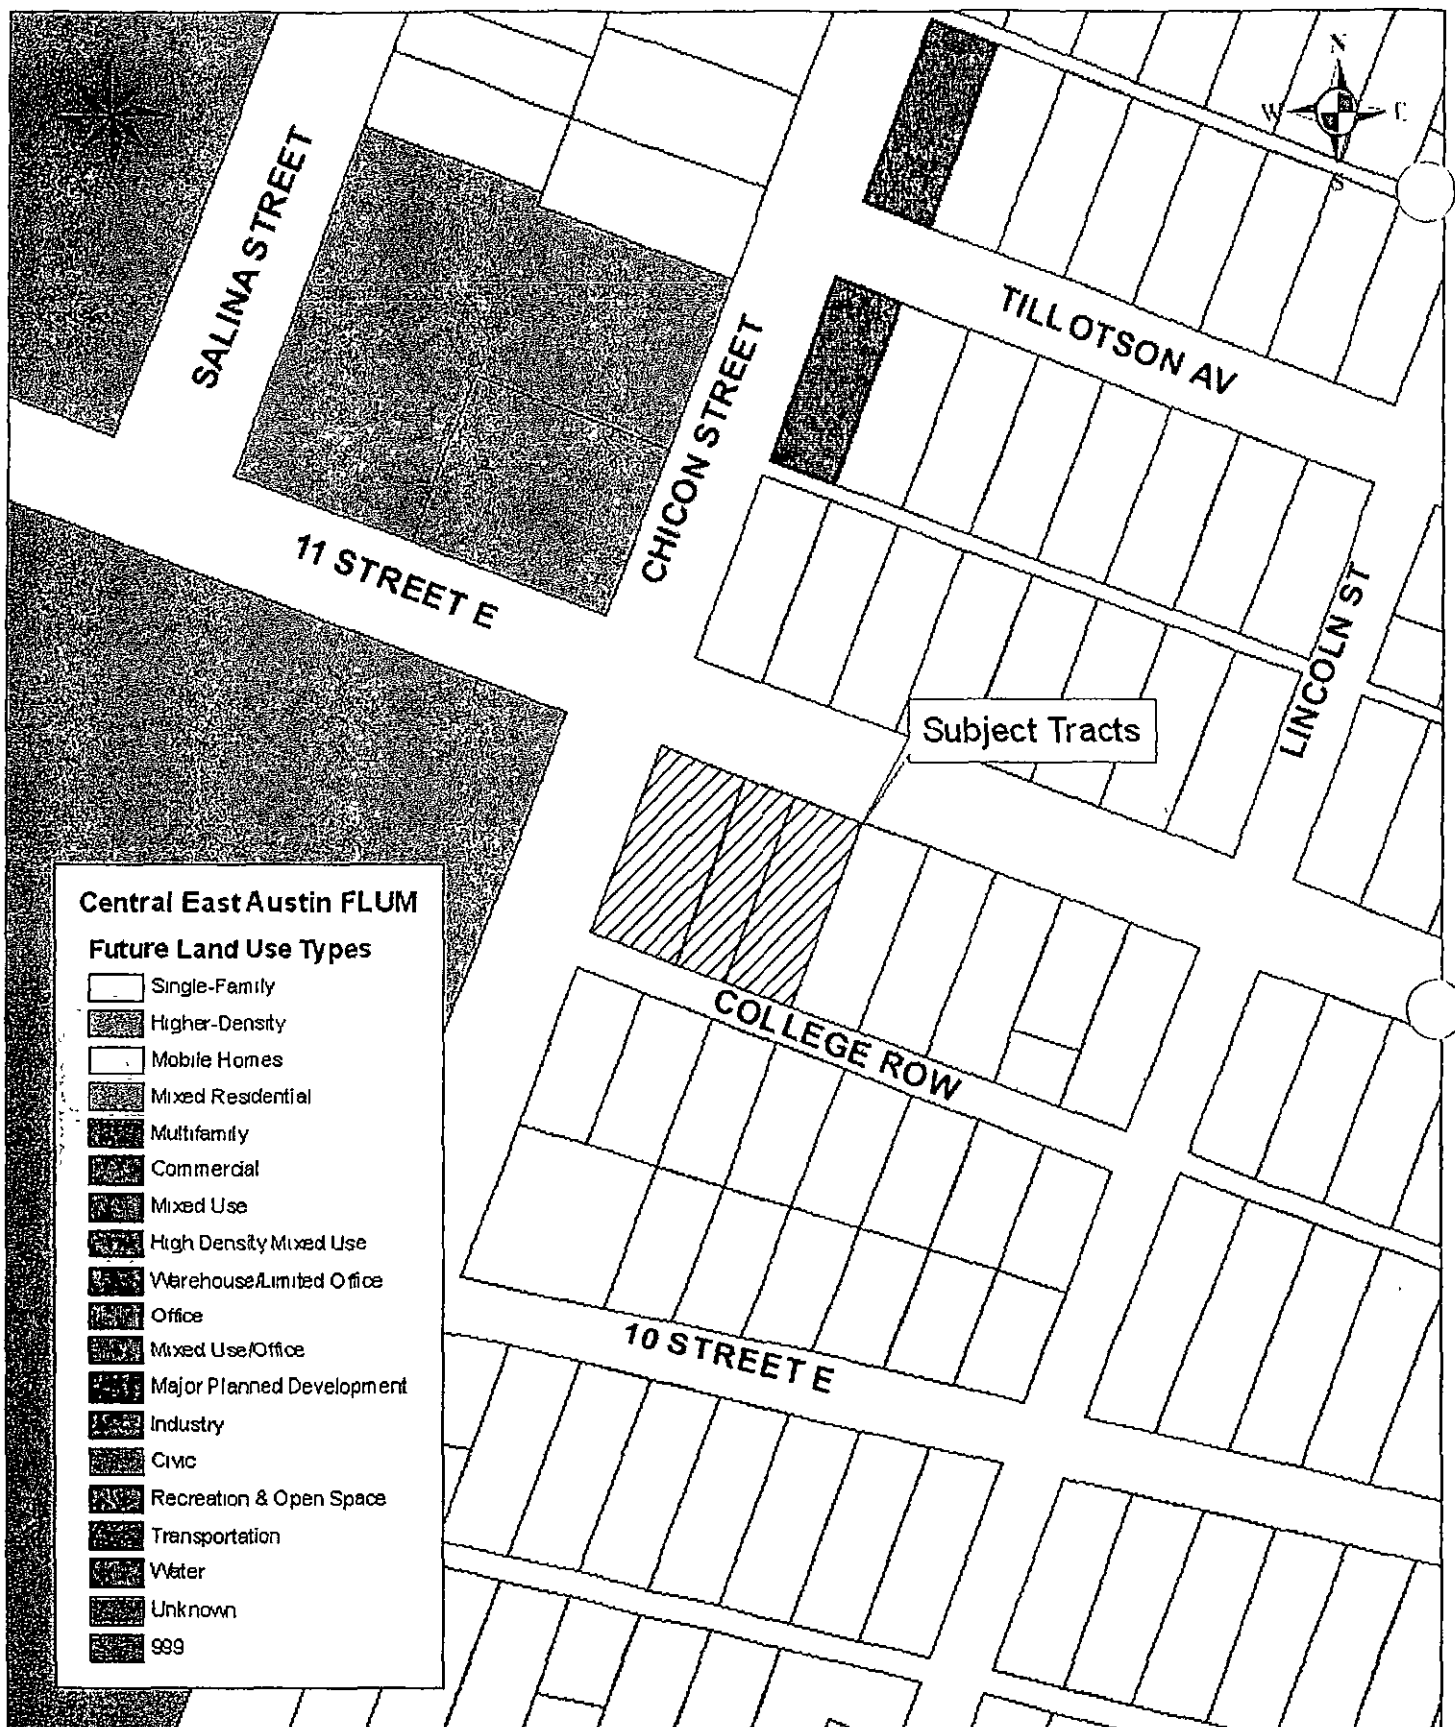 N
W E
S
SALINA STREET
TILLOTSON AV
CHICON STREET
11 STREET E
LINCOLN ST
Subject Tracts
Central East Austin FLUM
Future Land Use Types
Single-Family
Higher-Density
Mobile Homes
Mixed Residential
Multifamily
Commercial
Mixed Use
High Density Mixed Use
Warehouse/Limited Office
Office
Mixed Use/Office
Major Planned Development
Industry
Civic
Recreation & Open Space
Transportation
Water
Unknown
999
COLLEGE ROW
10 STREET E